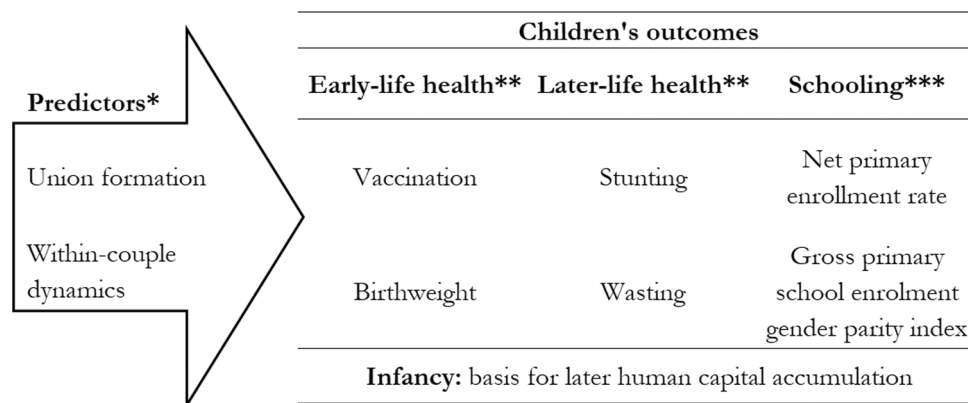 Children's outcomes
Predictors*
Early-life health** Later-life health** Schooling***
Union formation
Vaccination
Stunting
Net primary
enrollment rate
Within-couple
dynamics
Birthweight
Wasting
Gross primary
school enrolment
gender parity index
Infancy: basis for later human capital accumulation